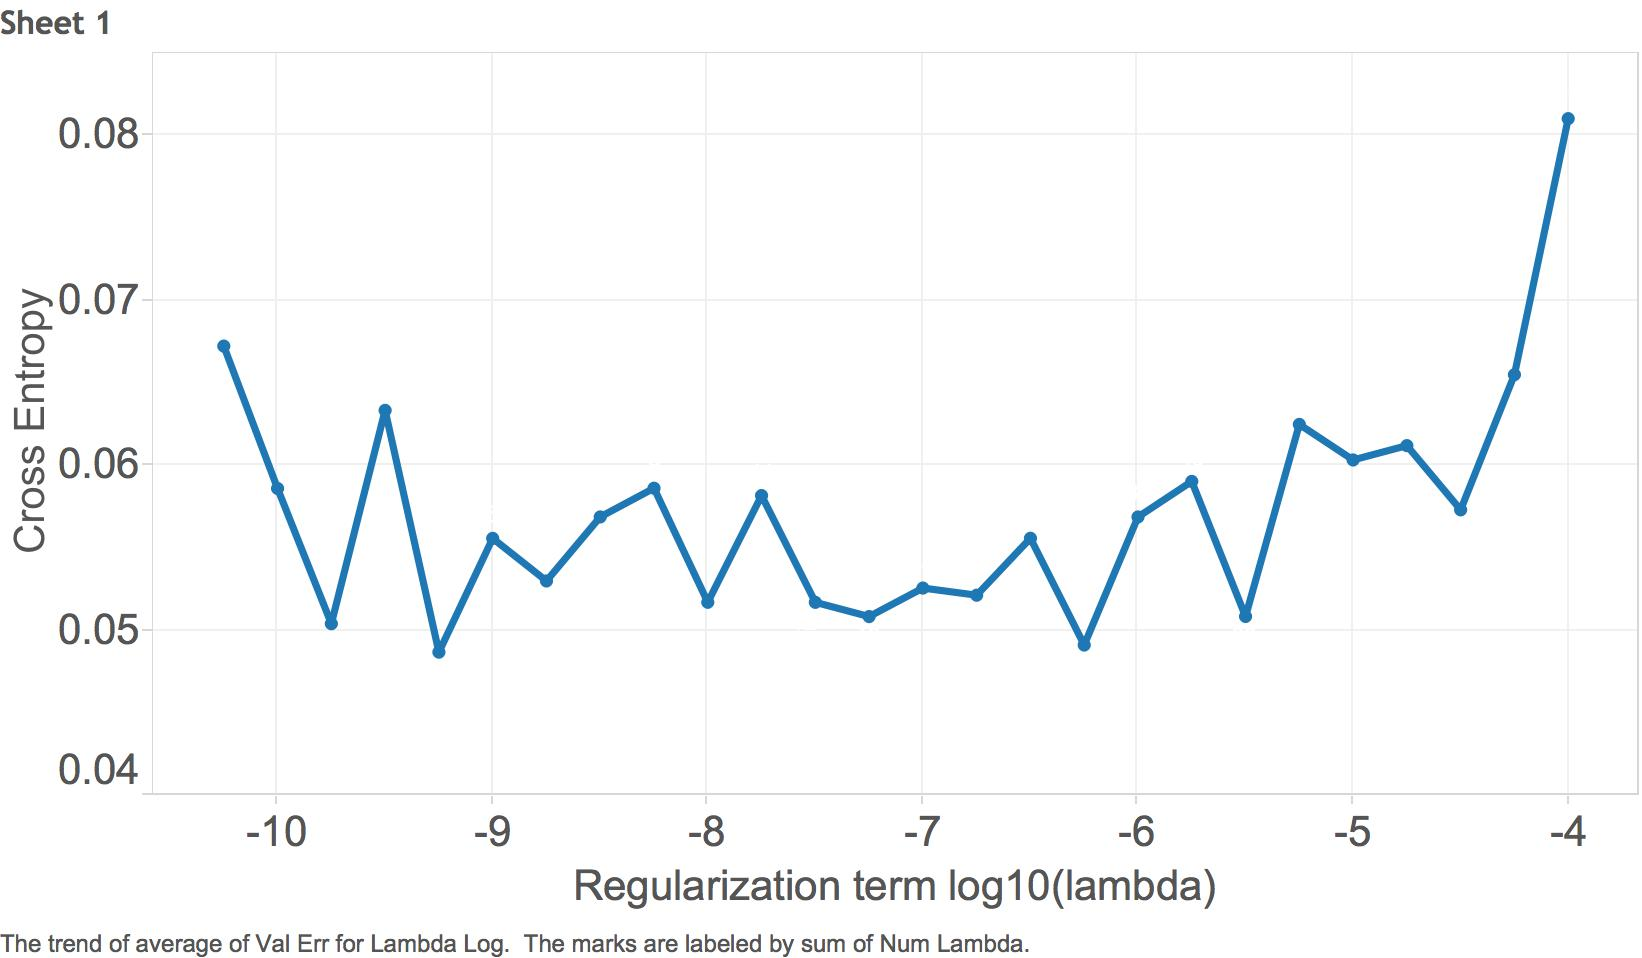 Sheet 1
0.08
0.07
0.06
0.05
0.04
Cross Entropy
-10 -9 -8 -7 -6 -5 -4
Regularization term log10(lambda)
The trend of average of Val Err for Lambda Log.  The marks are labeled by sum of Num Lambda.